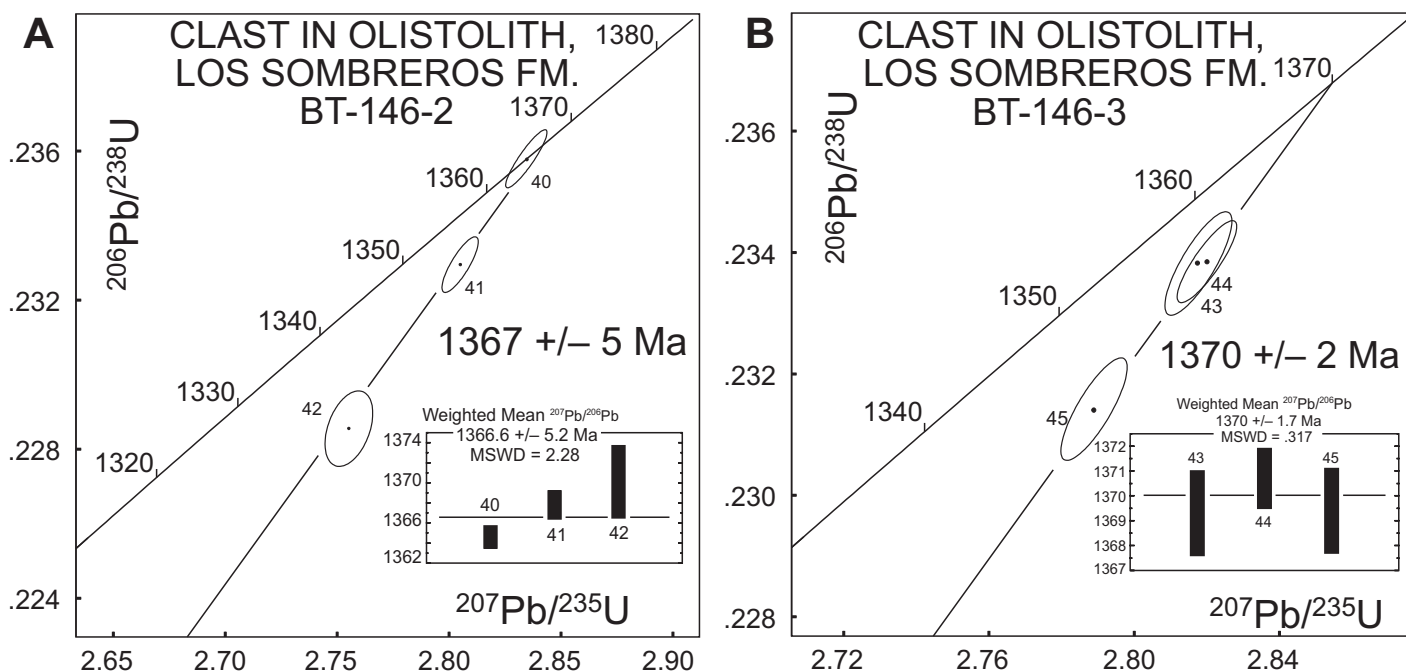 A
CLAST IN OLISTOLITH,
LOS SOMBREROS FM.
BT-146-2
206Pb/238U
.236
.232
.228
.224
1380
1370
1360
1350
1340
1330
1320
40
41
42
1367 +/– 5 Ma
Weighted Mean 207Pb/206Pb
1366.6 +/– 5.2 Ma
MSWD = 2.28
1374
1370
1366
1362
40
41
42
207Pb/235U
2.65
2.70
2.75
2.80
2.85
2.90
B
CLAST IN OLISTOLITH,
LOS SOMBREROS FM.
BT-146-3
206Pb/238U
.236
.234
.232
.230
.228
1370
1360
1350
1340
44
43
45
1370 +/– 2 Ma
Weighted Mean 207Pb/206Pb
1370 +/– 1.7 Ma
MSWD = .317
1372
1371
1370
1369
1368
1367
43
44
45
207Pb/235U
2.72
2.76
2.80
2.84